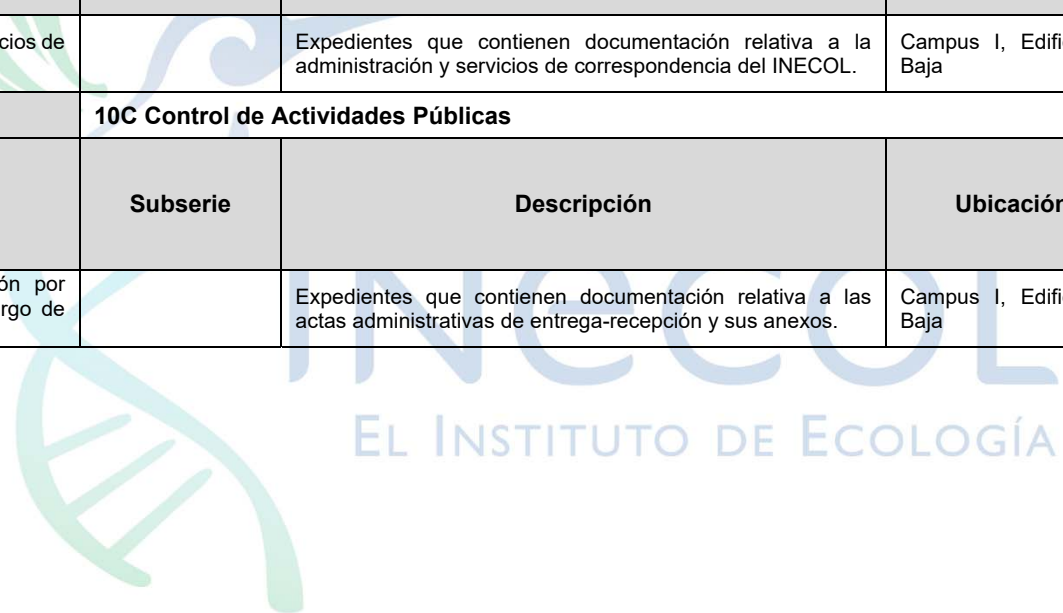 cios de
Expedientes que contienen documentación relativa a la
administración y servicios de correspondencia del INECOL.
Campus I, Edifi
Baja
10C Control de Actividades Públicas
Subserie
Descripción
Ubicación
ón por
rgo de
Expedientes que contienen documentación relativa a las
actas administrativas de entrega-recepción y sus anexos.
Campus I, Edifi
Baja
INECOL
EL INSTITUTO DE ECOLOGÍA